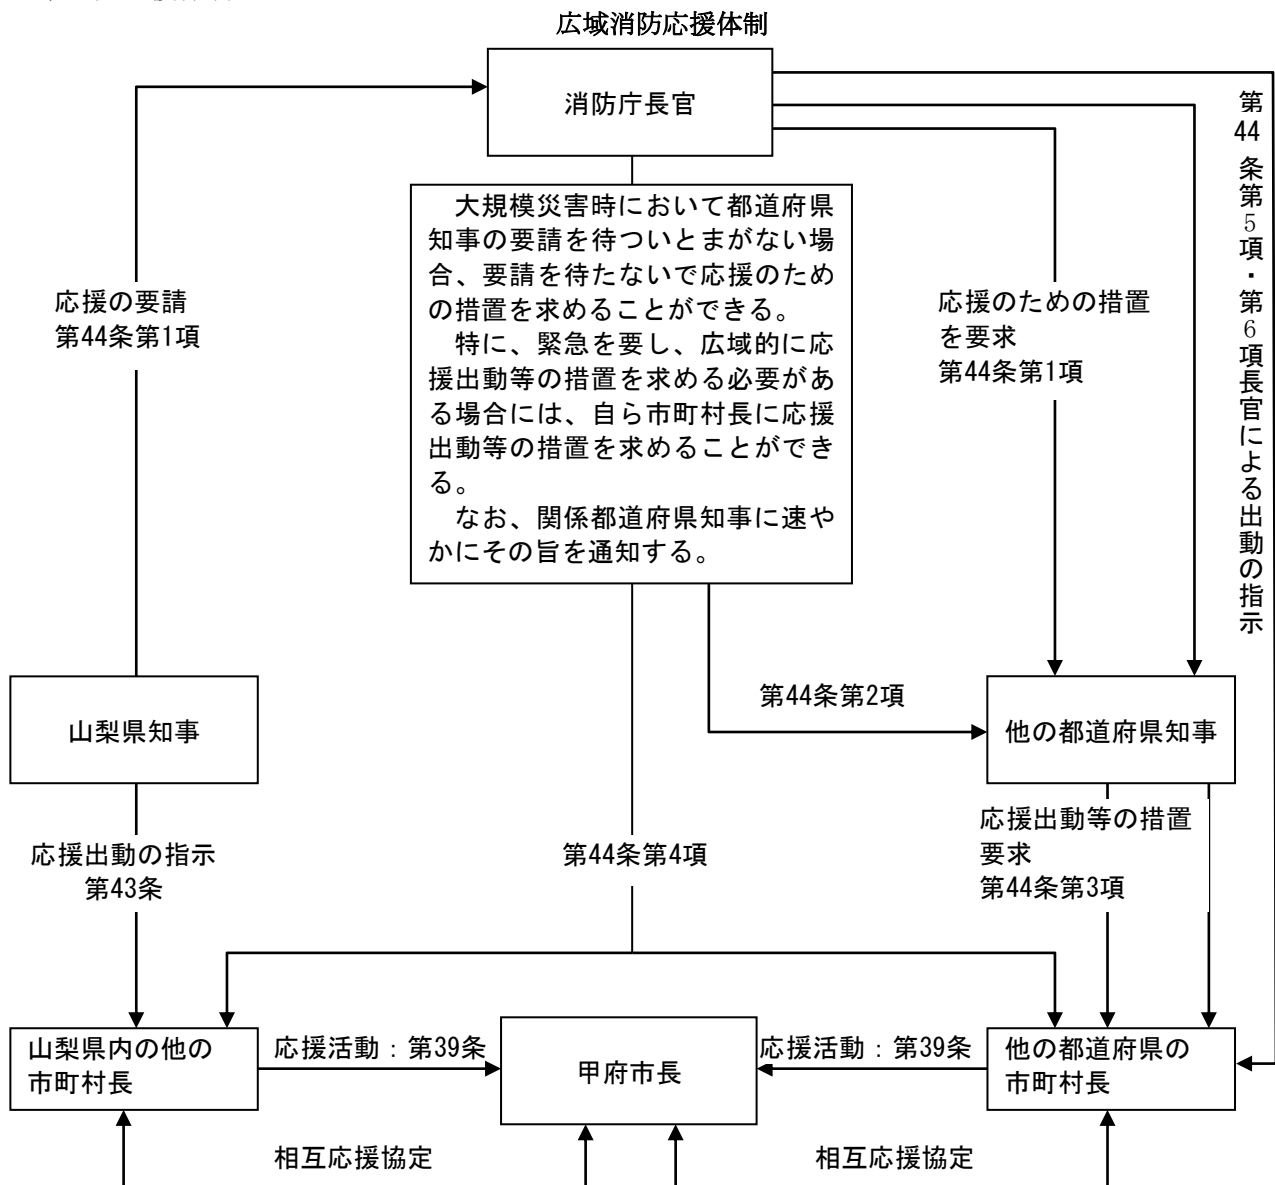 広域消防応援体制
消防庁長官
大規模災害時において都道府県
知事の要請を待ついとまがない場
合、要請を待たないで応援のため
の措置を求めることができる。
特に、緊急を要し、広域的に応
援出動等の措置を求める必要があ
る場合には、自ら市町村長に応援
出動等の措置を求めることができ
る。
なお、関係都道府県知事に速や
かにその旨を通知する。
応援の要請
第44条第1項
応援のための措置
を要求
第44条第1項
第44条第5項・第6項長官による出動の指示
山梨県知事
第44条第2項
他の都道府県知事
応援出動の指示
第43条
第44条第4項
応援出動等の措置
要求
第44条第3項
山梨県内の他の
市町村長
応援活動：第39条
甲府市長
応援活動：第39条
他の都道府県の
市町村長
相互応援協定
相互応援協定